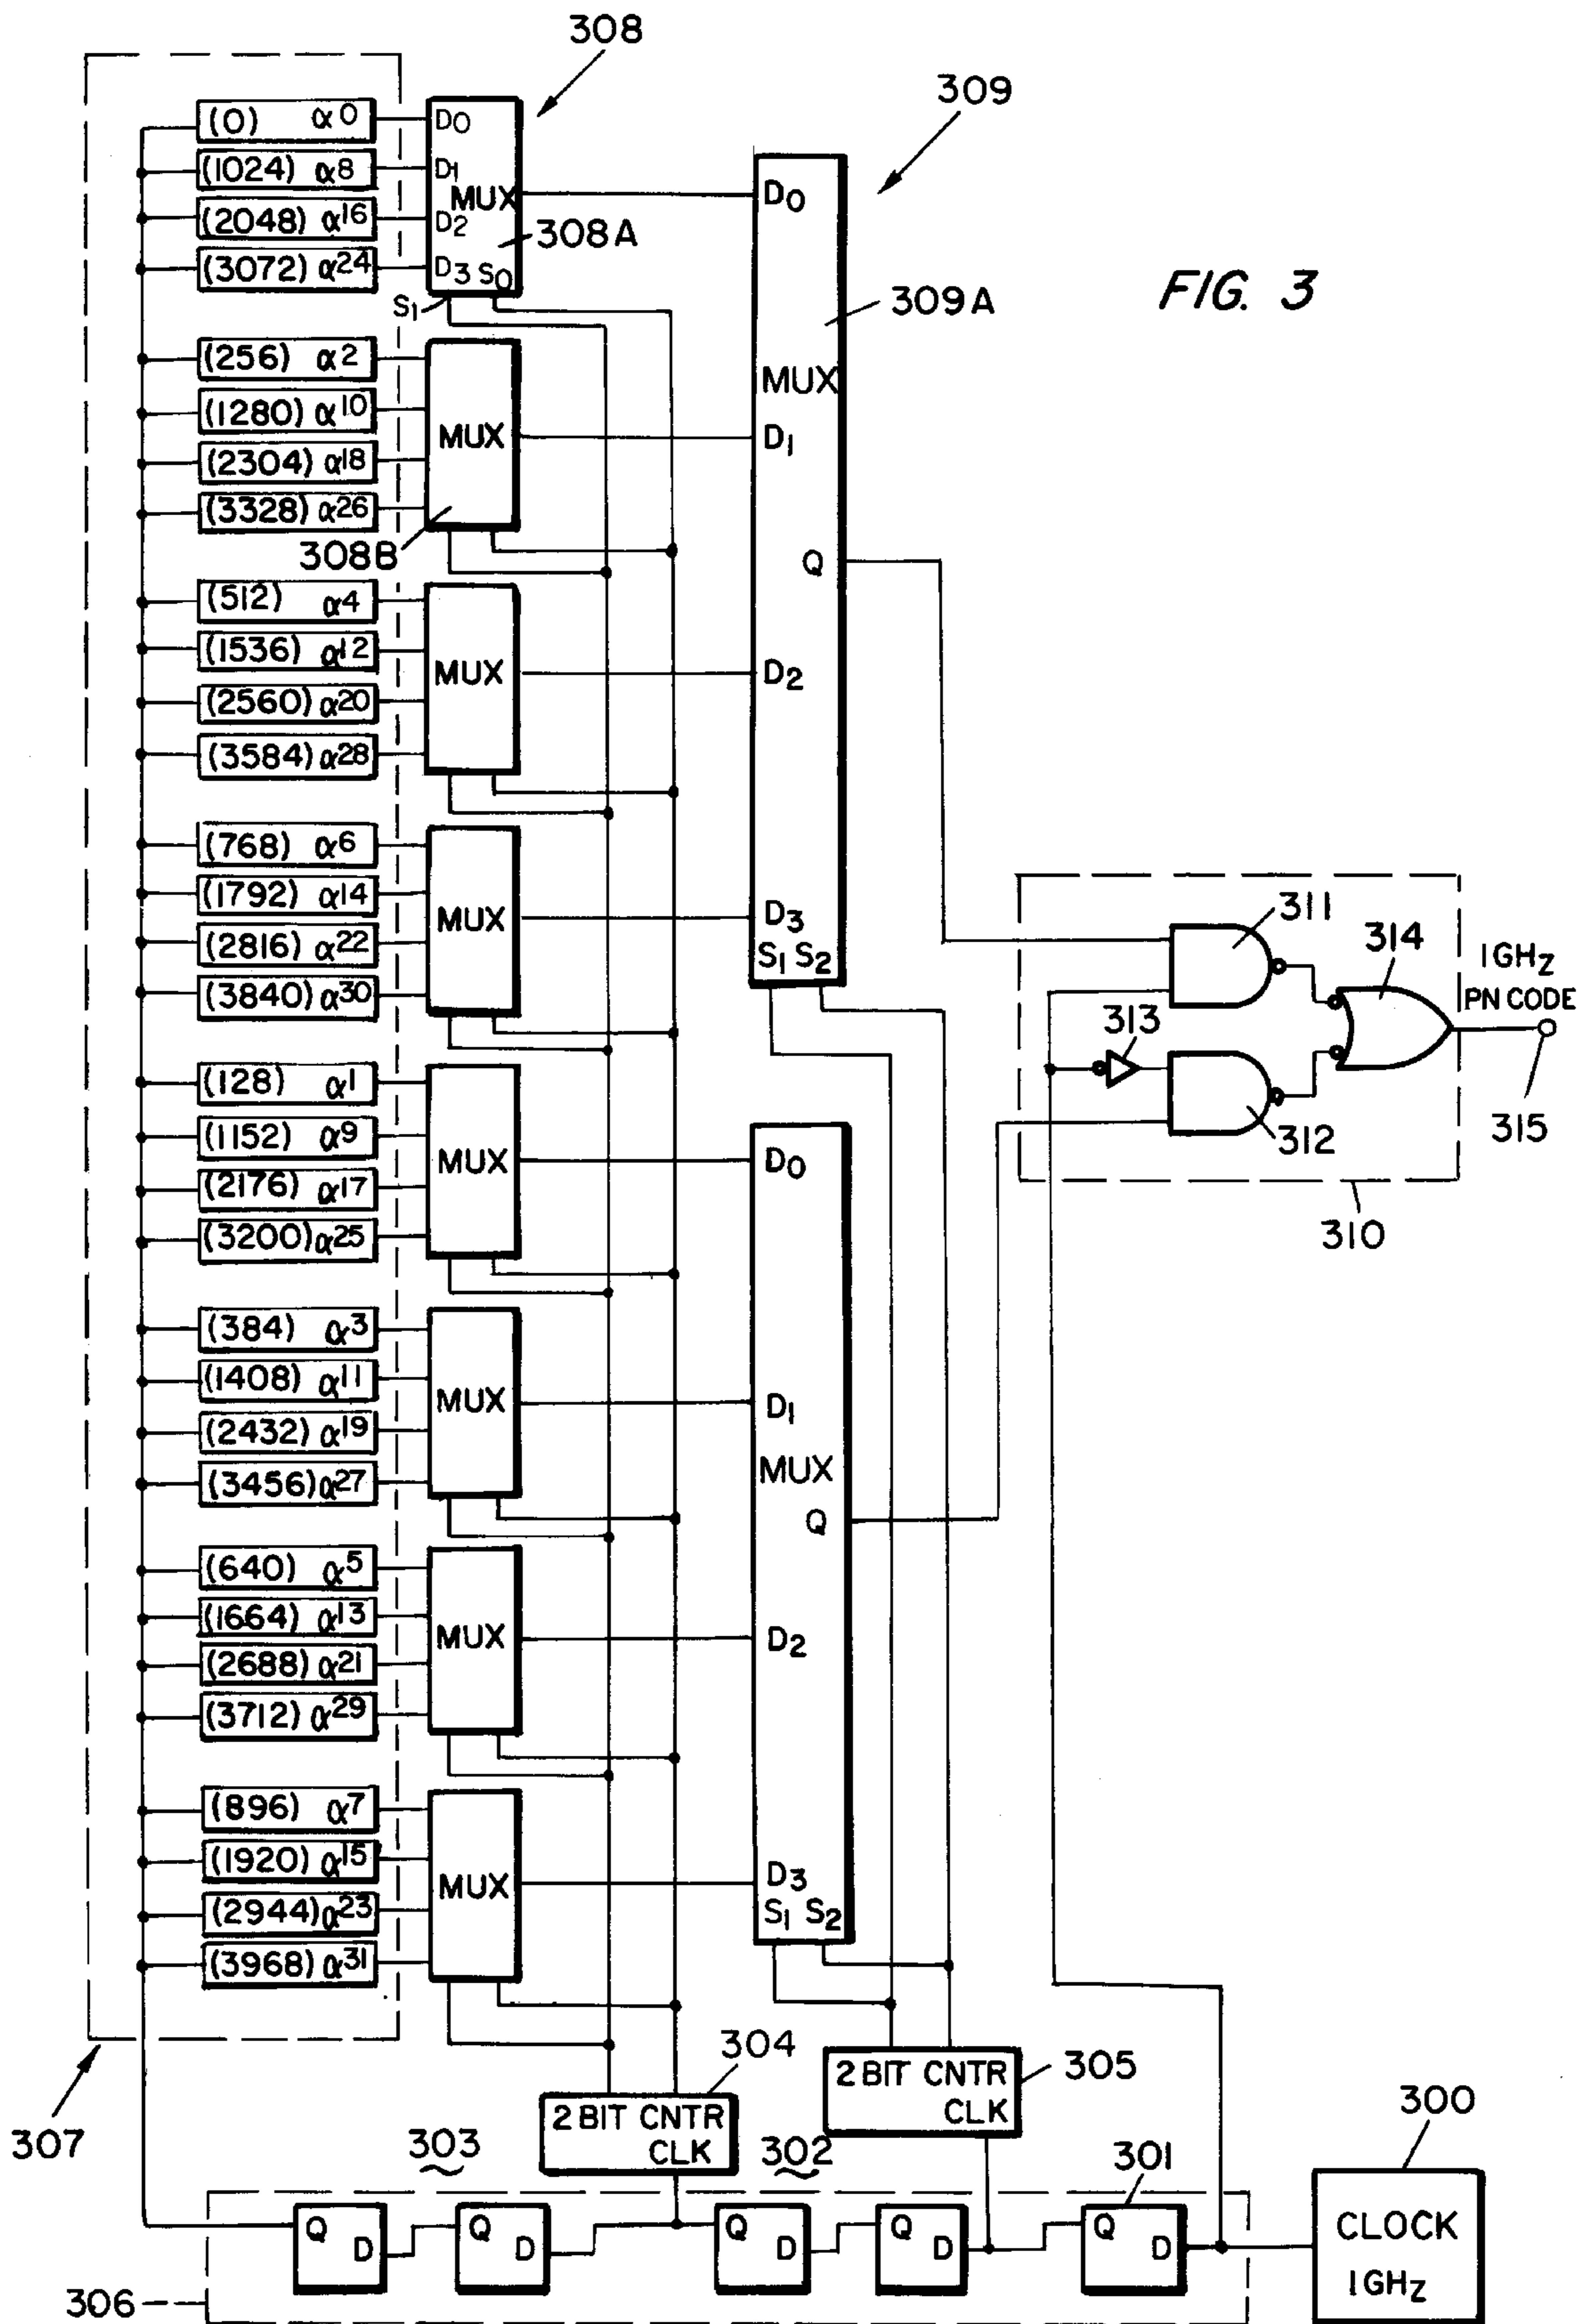 308
309
FIG. 3
(0) α0
(1024) α8
(2048) α16
(3072) α24
D0
D1
MUX
D2
308A
D3 S0
S1
(256) α2
(1280) α10
(2304) α18
(3328) α26
MUX
308B
(512) α4
(1536) α12
(2560) α20
(3584) α28
MUX
(768) α6
(1792) α14
(2816) α22
(3840) α30
MUX
(128) α1
(1152) α9
(2176) α17
(3200) α25
MUX
(384) α3
(1408) α11
(2432) α19
(3456) α27
MUX
(640) α5
(1664) α13
(2688) α21
(3712) α29
MUX
(896) α7
(1920) α15
(2944) α23
(3968) α31
MUX
D0
309A
MUX
D1
Q
D2
D3
S1 S2
D0
D1
MUX
Q
D2
D3
S1 S2
311
314
1GHz
PN CODE
313
312
315
310
307
304
2 BIT CNTR
CLK
305
2 BIT CNTR
CLK
303
302
301
300
Q D
Q D
Q D
Q D
Q D
CLOCK
1GHz
306